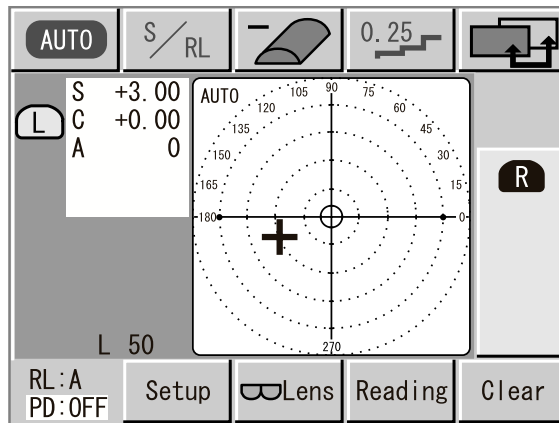 AUTO
S/RL
0.25
L
S +3.00
C +0.00
A 0
AUTO
105
90
75
120
60
135
45
150
30
165
15
180
0
270
R
L 50
RL:A
PD:OFF
Setup
Lens
Reading
Clear